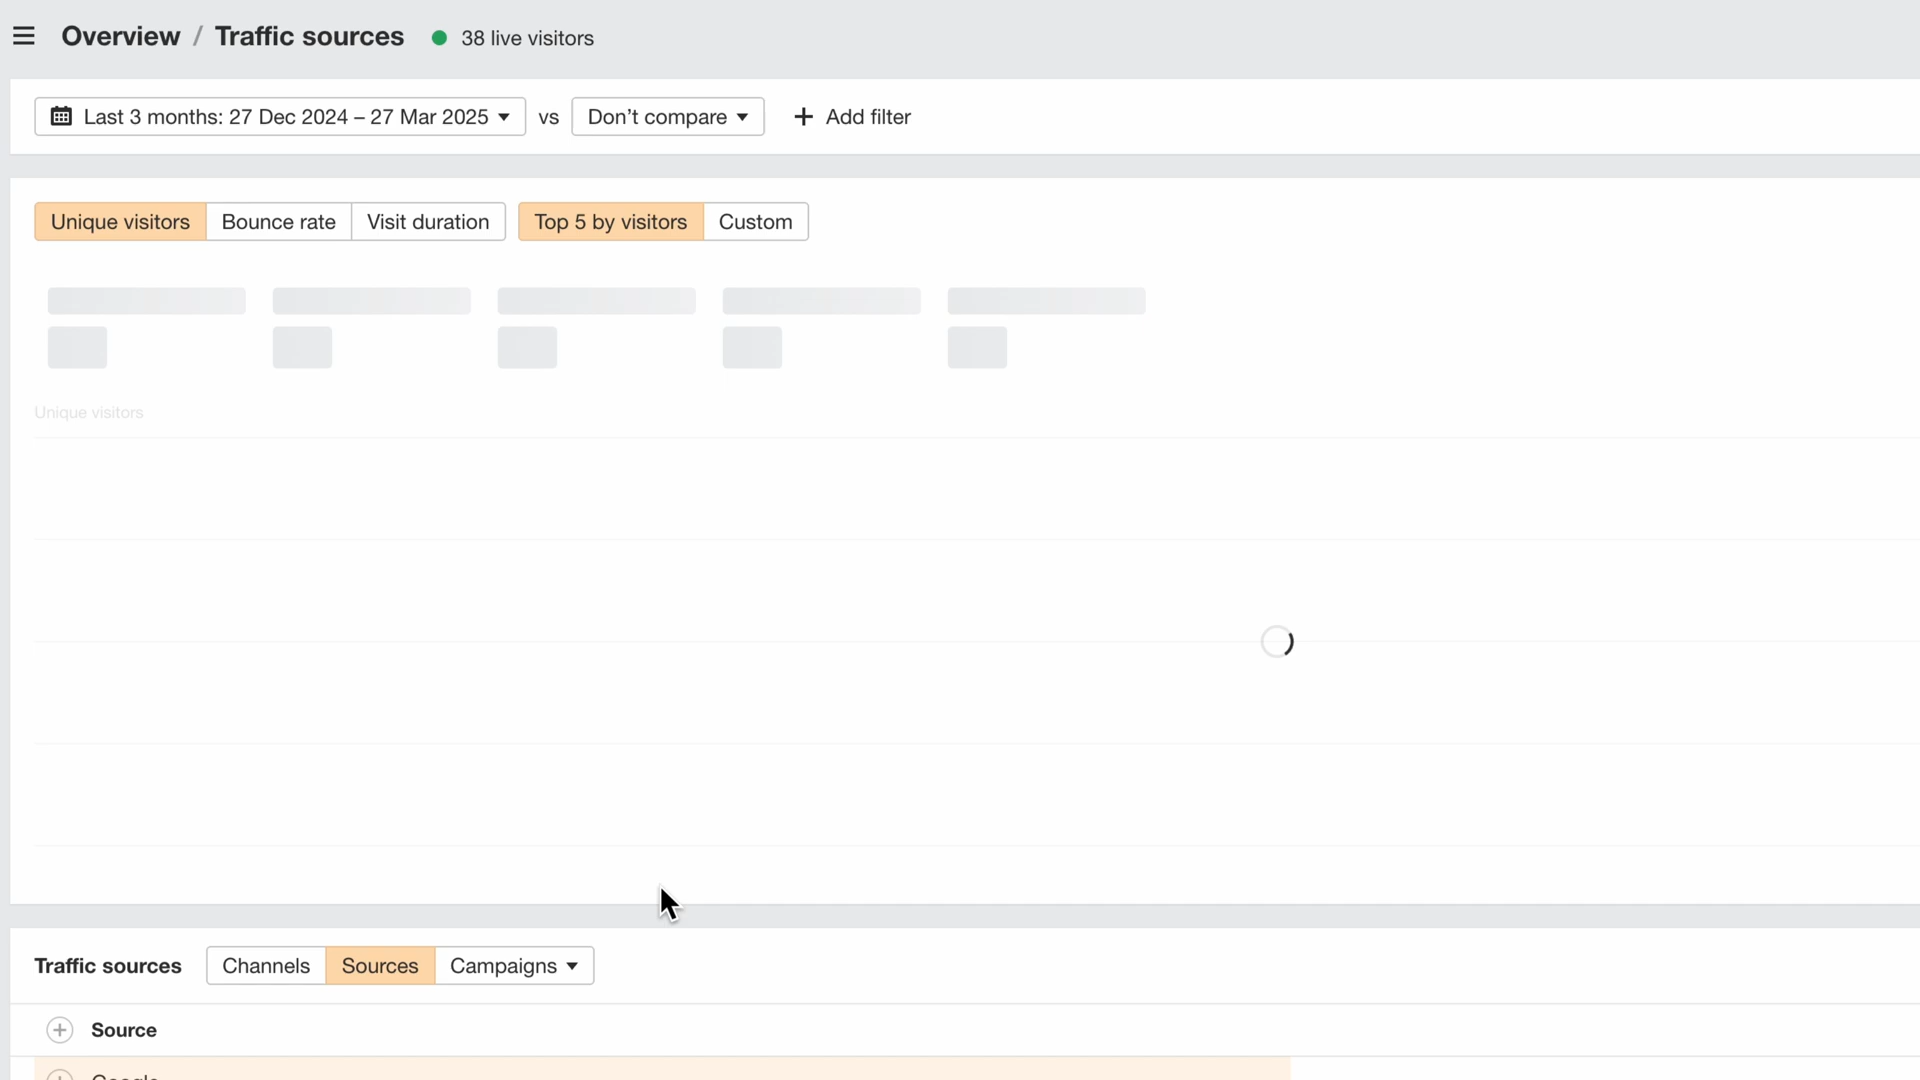 Overview / Traffic sources 38 live visitors
Last 3 months: 27 Dec 2024 – 27 Mar 2025 vs Don’t compare + Add filter
Unique visitors Bounce rate Visit duration Top 5 by visitors Custom
Unique visitors
Traffic sources Channels Sources Campaigns
Source
Google